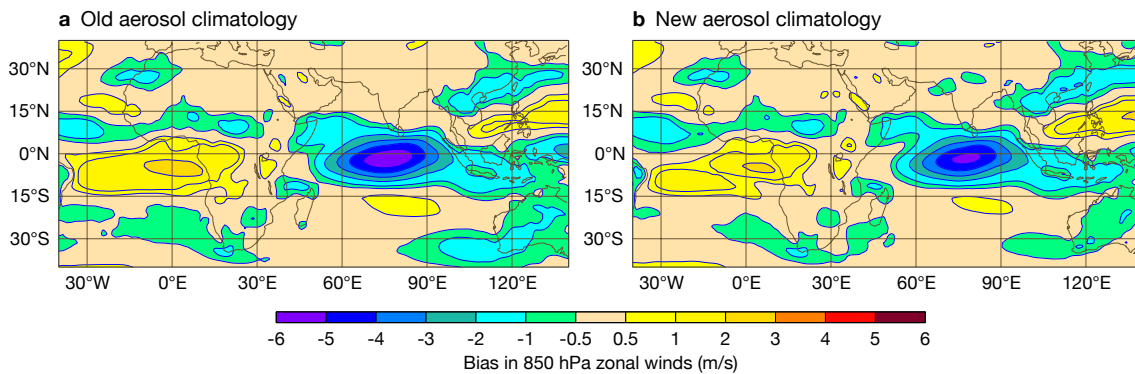 a Old aerosol climatology
b New aerosol climatology
30°N
15°N
0°N
15°S
30°S
30°W 0°E 30°E 60°E 90°E 120°E
30°N
15°N
0°N
15°S
30°S
30°W 0°E 30°E 60°E 90°E 120°E
-6 -5 -4 -3 -2 -1 -0.5 0.5 1 2 3 4 5 6
Bias in 850 hPa zonal winds (m/s)